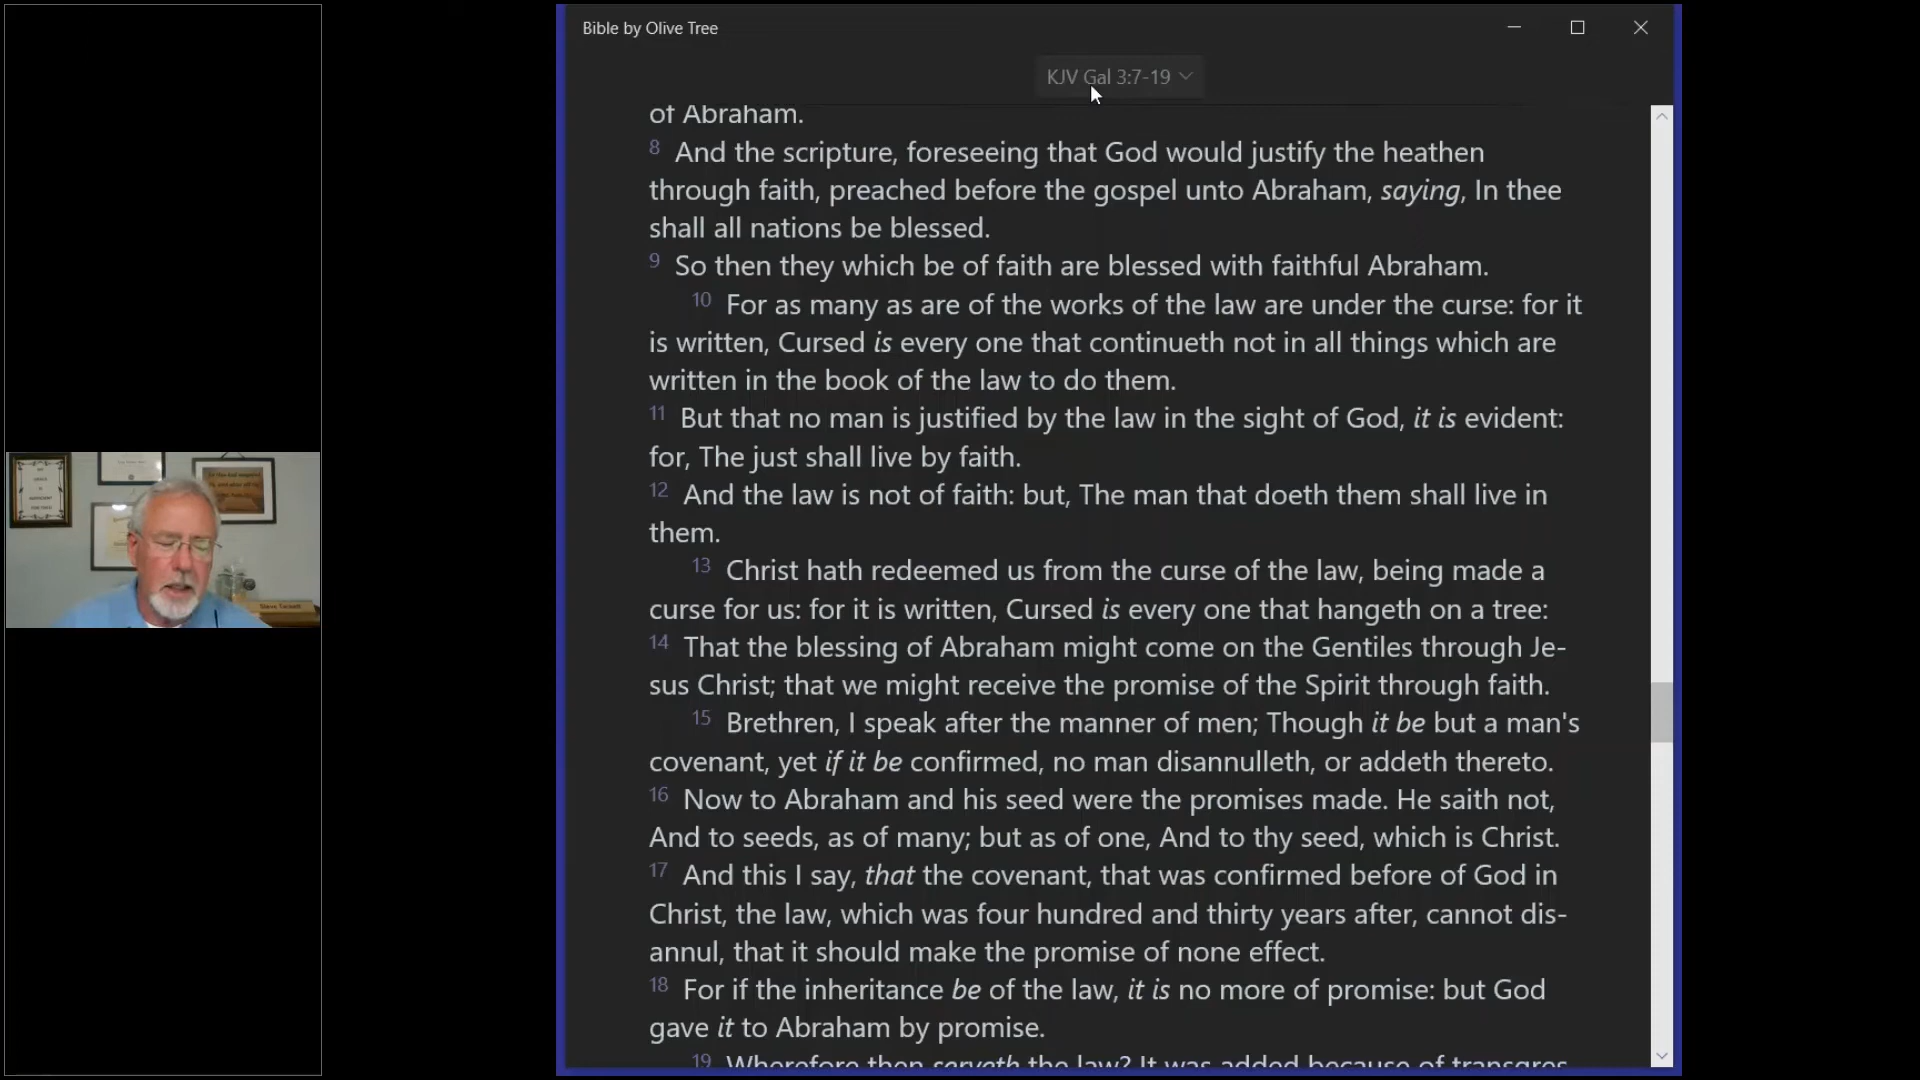 Bible by Olive Tree
KJV Gal 3:7-19
of Abraham.
8 And the scripture, foreseeing that God would justify the heathen
through faith, preached before the gospel unto Abraham, saying, In thee
shall all nations be blessed.
9 So then they which be of faith are blessed with faithful Abraham.
10 For as many as are of the works of the law are under the curse: for it
is written, Cursed is every one that continueth not in all things which are
written in the book of the law to do them.
11 But that no man is justified by the law in the sight of God, it is evident:
for, The just shall live by faith.
12 And the law is not of faith: but, The man that doeth them shall live in
them.
13 Christ hath redeemed us from the curse of the law, being made a
curse for us: for it is written, Cursed is every one that hangeth on a tree:
14 That the blessing of Abraham might come on the Gentiles through Je-
sus Christ; that we might receive the promise of the Spirit through faith.
15 Brethren, I speak after the manner of men; Though it be but a man's
covenant, yet if it be confirmed, no man disannulleth, or addeth thereto.
16 Now to Abraham and his seed were the promises made. He saith not,
And to seeds, as of many; but as of one, And to thy seed, which is Christ.
17 And this I say, that the covenant, that was confirmed before of God in
Christ, the law, which was four hundred and thirty years after, cannot dis-
annul, that it should make the promise of none effect.
18 For if the inheritance be of the law, it is no more of promise: but God
gave it to Abraham by promise.
19 Wherefore then serveth the law? It was added because of transgres